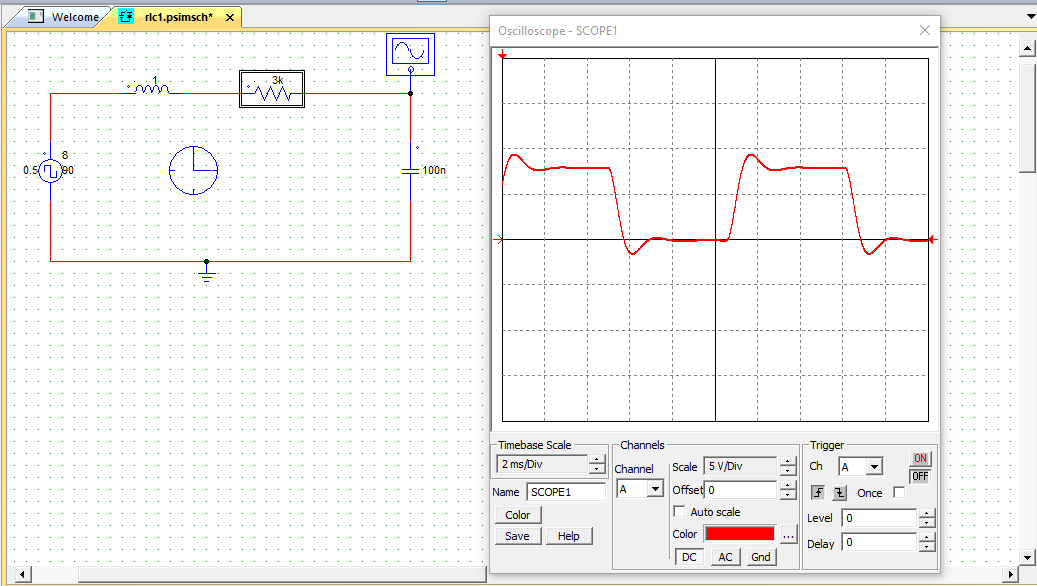 Welcome
rlc1.psimsch*
Oscilloscope - SCOPE1
1
3k
8
0.5
90
100n
Timebase Scale
2 ms/Div
Name
SCOPE1
Color
Save
Help
Channels
Channel
A
Scale
5 V/Div
Offset
0
Auto scale
Color
...
DC
AC
Gnd
Trigger
Ch
A
ON
OFF
Once
Level
0
Delay
0